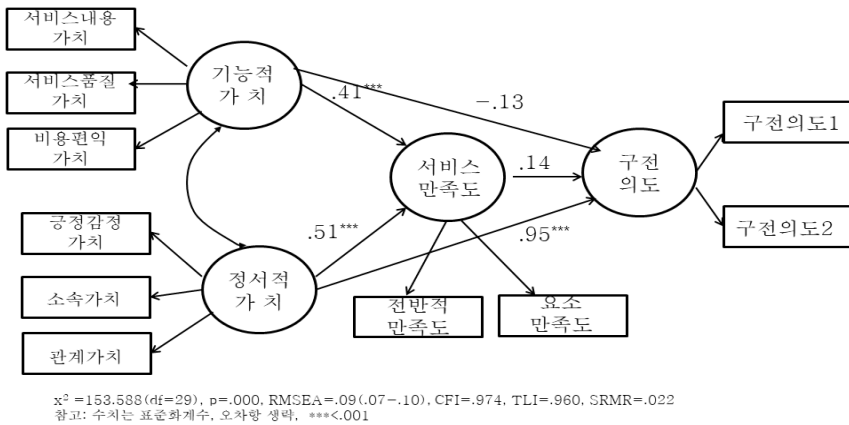 서비스내용
가치
서비스품질
가치
비용편익
가치
긍정감정
가치
소속가치
관계가치
기능적
가 치
정서적
가 치
.41***
-.13
.51***
.95***
.14
서비스
만족도
전반적
만족도
요소
만족도
구전
의도
구전의도1
구전의도2
x² =153.588(df=29), p=.000, RMSEA=.09(.07-.10), CFI=.974, TLI=.960, SRMR=.022
참고: 수치는 표준화계수, 오차항 생략, ***<.001